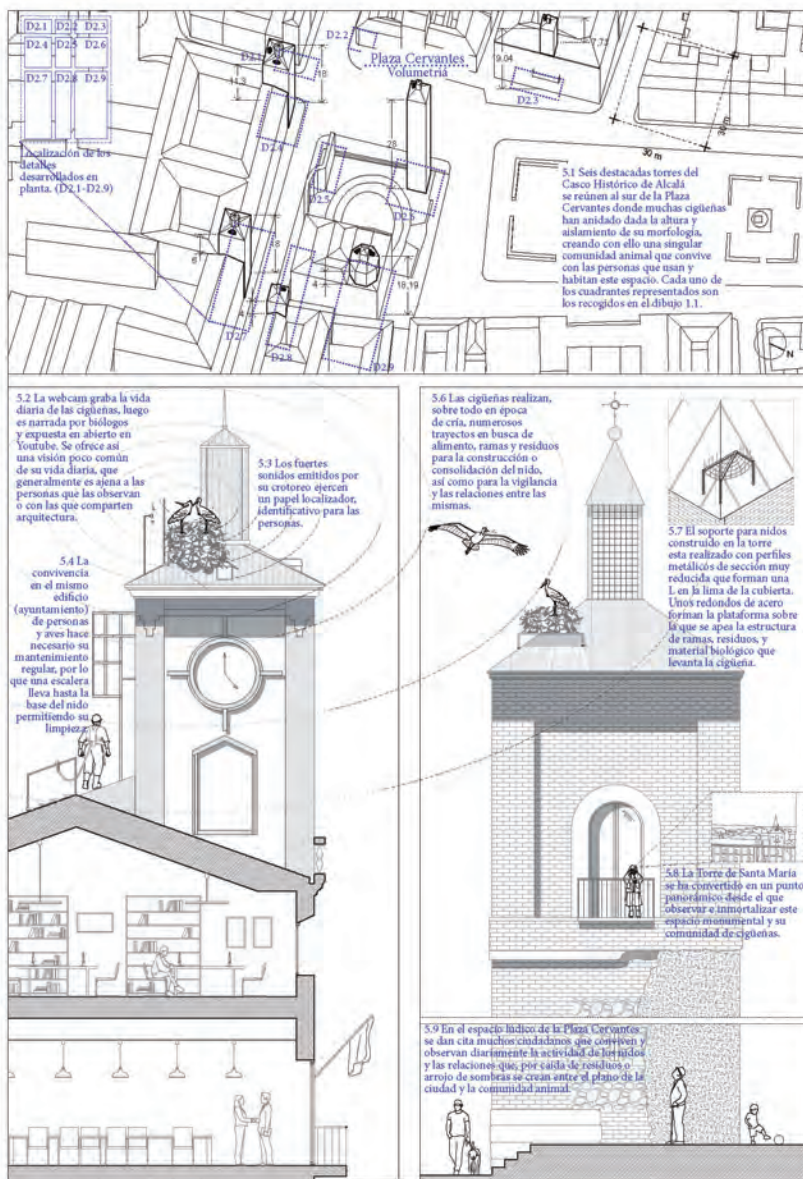 D2.1 D2.2 D2.3
D2.4 D2.5 D2.6
D2.7 D2.8 D2.9
Localización de los
detalles
desarrollados en
planta. (D2.1-D2.9)
D2.1
18
11,3
D2.2
Plaza Cervantes
Volumetría
9,04
7,73
D2.3
30 m
30 m
D2.4
28
D2.5
D2.6
8
6
4
4
18,19
D2.7
D2.8
D2.9
N
5.1 Seis destacadas torres del
Casco Histórico de Alcalá
se reúnen al sur de la Plaza
Cervantes donde muchas cigüeñas
han anidado dada la altura y
aislamiento de su morfología,
creando con ello una singular
comunidad animal que convive
con las personas que usan y
habitan este espacio. Cada uno de
los cuadrantes representados son
los recogidos en el dibujo 1.1.
5.2 La webcam graba la vida
diaria de las cigüeñas, luego
es narrada por biólogos
y expuesta en abierto en
Youtube. Se ofrece así
una visión poco común
de su vida diaria, que
generalmente es ajena a las
personas que las observan
o con las que comparten
arquitectura.
5.3 Los fuertes
sonidos emitidos por
su crotoreo ejercen
un papel localizador,
identificativo para las
personas.
5.4 La
convivencia
en el mismo
edificio
(ayuntamiento)
de personas
y aves hace
necesario su
mantenimiento
regular, por lo
que una escalera
lleva hasta la
base del nido
permitiendo su
limpieza.
5.6 Las cigüeñas realizan,
sobre todo en época
de cría, numerosos
trayectos en busca de
alimento, ramas y residuos
para la construcción o
consolidación del nido,
así como para la vigilancia
y las relaciones entre las
mismas.
5.7 El soporte para nidos
construido en la torre
esta realizado con perfiles
metálicos de sección muy
reducida que forman una
L en la lima de la cubierta.
Unos redondos de acero
forman la plataforma sobre
la que se apea la estructura
de ramas, residuos, y
material biológico que
levanta la cigüeña.
5.8 La Torre de Santa María
se ha convertido en un punto
panorámico desde el que
observar e inmortalizar este
espacio monumental y su
comunidad de cigüeñas.
5.9 En el espacio lúdico de la Plaza Cervantes
se dan cita muchos ciudadanos que conviven y
observan diariamente la actividad de los nidos
y las relaciones que, por caída de residuos o
arrojo de sombras se crean entre el plano de la
ciudad y la comunidad animal.